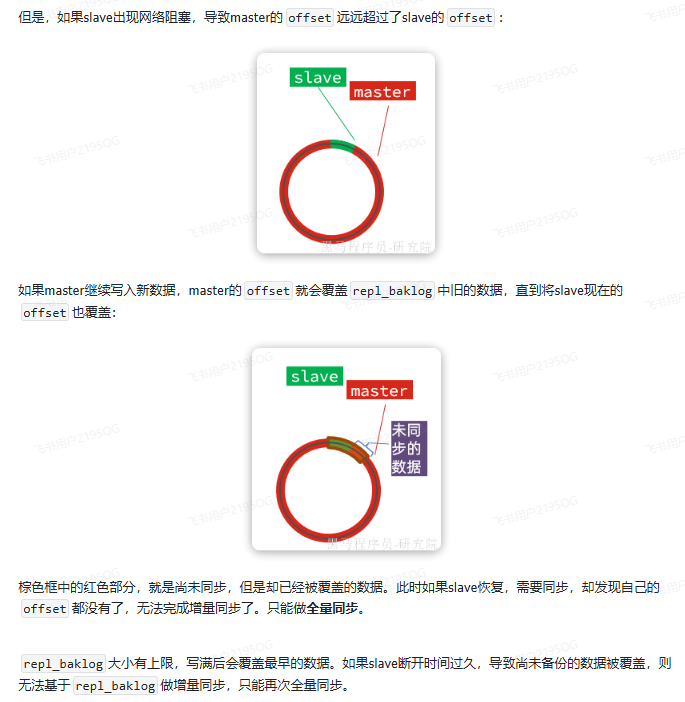 但是，如果slave出现网络阻塞，导致master的 offset 远远超过了slave的 offset ：
slave
master
黑马程序员-研究院
如果master继续写入新数据，master的 offset 就会覆盖 repl_baklog 中旧的数据，直到将slave现在的
offset 也覆盖：
slave
master
未同
步的
数据
黑马程序员-研究院
棕色框中的红色部分，就是尚未同步，但是却已经被覆盖的数据。此时如果slave恢复，需要同步，却发现自己的
offset 都没有了，无法完成增量同步了。只能做全量同步。
repl_baklog 大小有上限，写满后会覆盖最早的数据。如果slave断开时间过久，导致尚未备份的数据被覆盖，则
无法基于 repl_baklog 做增量同步，只能再次全量同步。